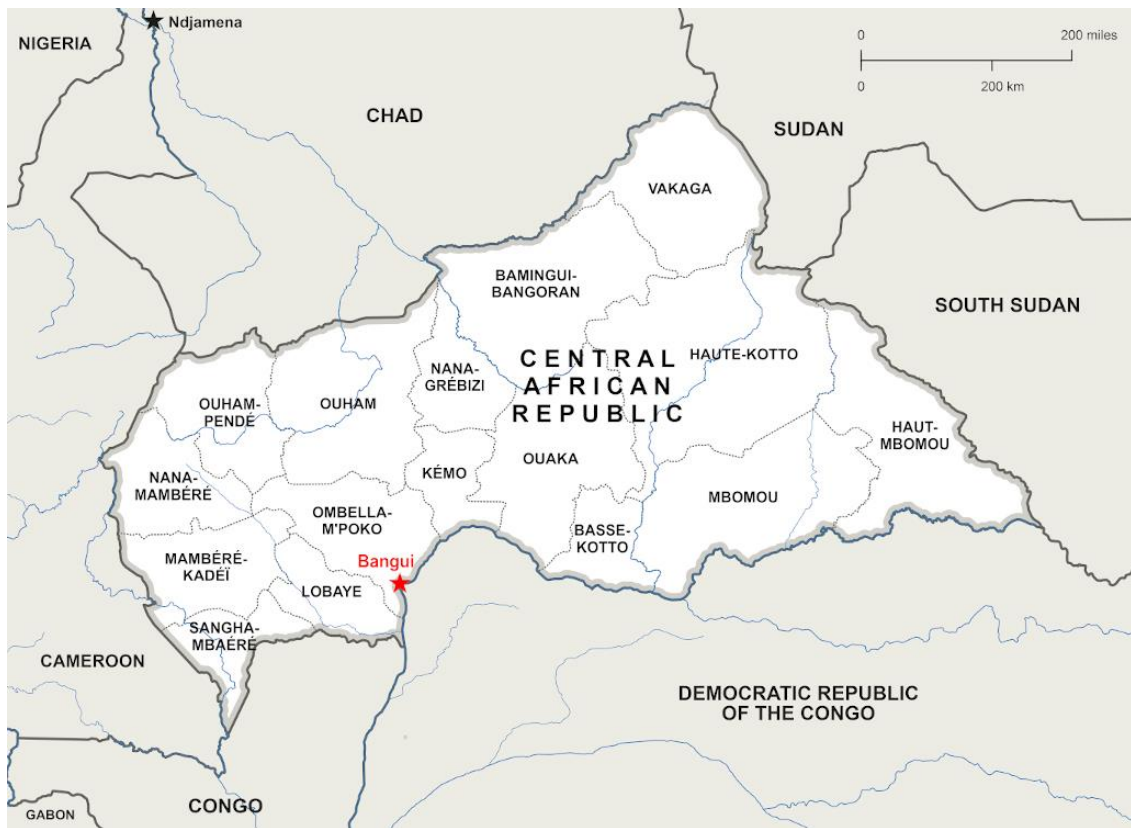 Ndjamena
NIGERIA
0
200 miles
0
200 km
CHAD
SUDAN
VAKAGA
BAMINGUI-
BANGORAN
SOUTH SUDAN
CENTRAL
AFRICAN
REPUBLIC
HAUTE-KOTTO
NANA-
GRÉBIZI
OUHAM-
PENDÉ
OUHAM
HAUT-
MBOMOU
OUAKA
KÉMO
NANA-
MAMBÉRÉ
MBOMOU
OMBELLA-
M'POKO
BASSE-
KOTTO
Bangui
MAMBÉRÉ-
KADÉÏ
LOBAYE
SANGHA-
MBAÉRÉ
CAMEROON
DEMOCRATIC REPUBLIC
OF THE CONGO
CONGO
GABON